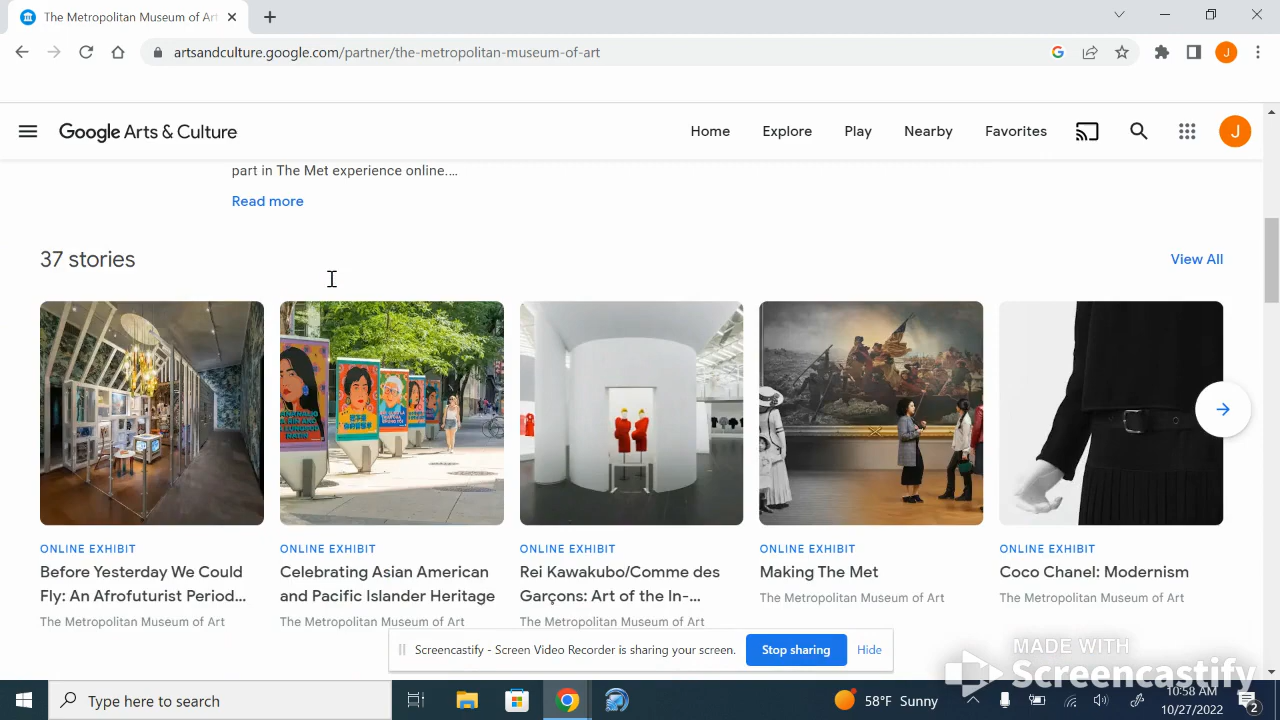 The Metropolitan Museum of Art
artsandculture.google.com/partner/the-metropolitan-museum-of-art
J
Google Arts & Culture
Home
Explore
Play
Nearby
Favorites
J
part in The Met experience online....
Read more
37 stories
View All
ONLINE EXHIBIT
Before Yesterday We Could
Fly: An Afrofuturist Period...
The Metropolitan Museum of Art
ONLINE EXHIBIT
Celebrating Asian American
and Pacific Islander Heritage
The Metropolitan Museum of Art
ONLINE EXHIBIT
Rei Kawakubo/Comme des
Garçons: Art of the In-...
The Metropolitan Museum of Art
ONLINE EXHIBIT
Making The Met
The Metropolitan Museum of Art
ONLINE EXHIBIT
Coco Chanel: Modernism
The Metropolitan Museum of Art
Screencastify - Screen Video Recorder is sharing your screen.
Stop sharing
Hide
MADE WITH
Screencastify
Type here to search
58°F Sunny
10:58 AM
10/27/2022
2